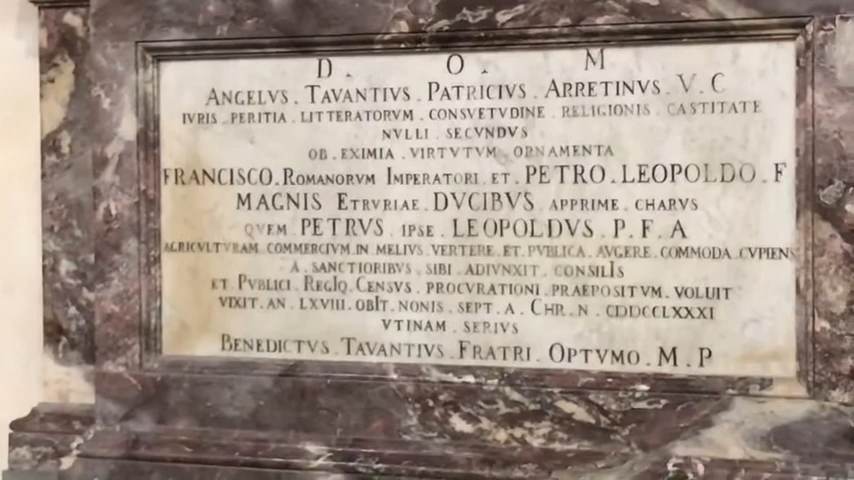 D . O . M
ANGELVS . TAVANTIVS . PATRICIVS . ARRETINVS . V . C
IVRIS . PERITIA . LITTERATORVM . CONSVETVDINE . RELIGIONIS . CASTITATE
NVLLI . SECVNDVS
OB . EXIMIA . VIRTVTVM . ORNAMENTA
FRANCISCO . ROMANORVM IMPERATORI . ET . PETRO . LEOPOLDO . F
MAGNIS ETRVRIAE . DVCIBVS APPRIME . CHARVS
QVEM PETRVS IPSE . LEOPOLDVS . P . F . A
AGRICVLTVRAM . COMMERCIVM . IN MELIVS . VERTERE . ET . PVBLICA . AVGERE . COMMODA . CVPIENS
A . SANCTIORIBVS . SIBI . ADIVNXIT . CONSILIS
ET . PVBLICI . REGIQ . CENSVS . PROCVRATIONI . PRAEPOSITVM . VOLUIT
VIXIT . AN . LXVIII . OBIT . NONIS . SEPT . A . CHR . N . CDDCCLXXXI
VTINAM . SERIVS
BENEDICTVS . TAVANTIVS . FRATRI . OPTVMO . M . P